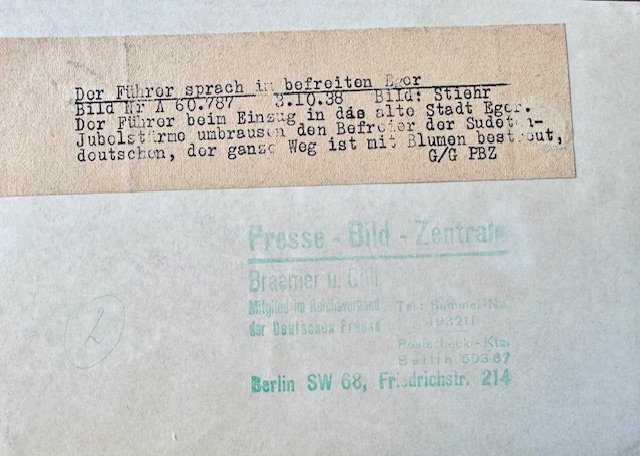 Der Führer sprach im befreiten Eger
Bild Nr A 60.787 3.10.38 Bild: Stiehr
Der Führer beim Einzug in das alte Stadt Eger.
Jubelstürme umbrausen den Befreier der Sudeten-
deutschen, der ganze Weg ist mit Blumen bestreut,
G/G PBZ
Presse - Bild - Zentrale
Braemer u. Güll
Mitglied im Reichsverband
der Deutschen Presse
Tel.: Sammel-Nr.
193211
Postscheck-Kto.
Berlin 50367
Berlin SW 68, Friedrichstr. 214
2